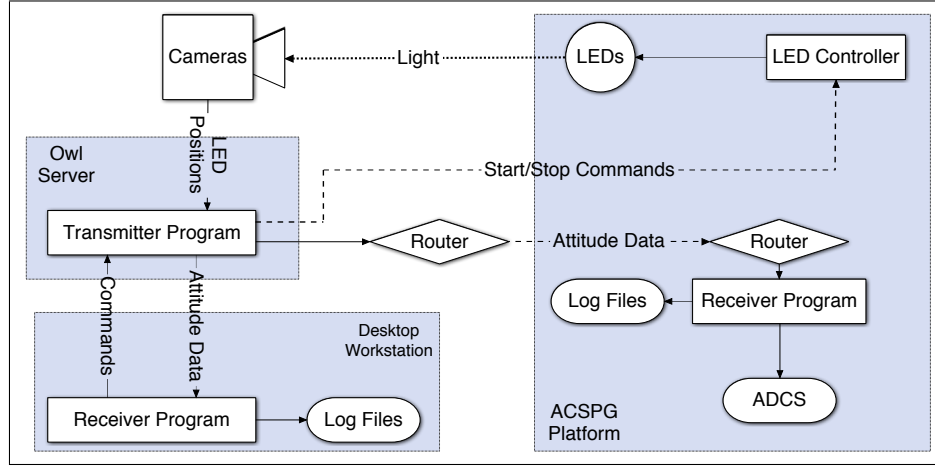 Cameras
Light
LEDs
LED Controller
LED
Positions
Owl
Server
Start/Stop Commands
Transmitter Program
Router
Attitude Data
Router
Commands
Attitude Data
Log Files
Receiver Program
Desktop
Workstation
Receiver Program
Log Files
ADCS
ACSPG
Platform